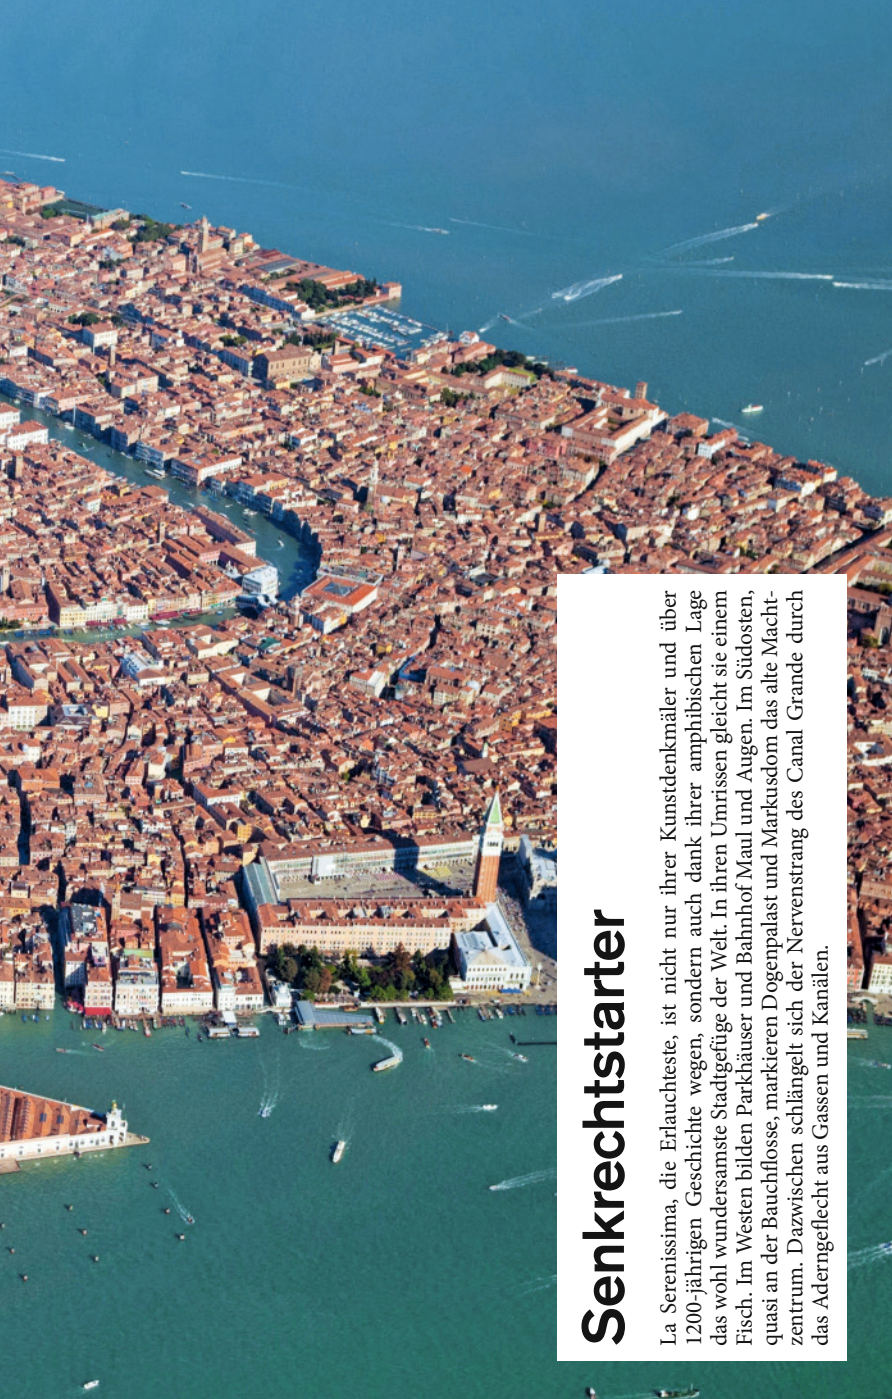 Senkrechtstarter
La Serenissima, die Erlauchteste, ist nicht nur ihrer Kunstdenkmäler und über
1200-jährigen Geschichte wegen, sondern auch dank ihrer amphibischen Lage
das wohl wundersamste Stadtgefüge der Welt. In ihren Umrissen gleicht sie einem
Fisch. Im Westen bilden Parkhäuser und Bahnhof Maul und Augen. Im Südosten,
quasi an der Bauchflosse, markieren Dogenpalast und Markusdom das alte Macht-
zentrum. Dazwischen schlängelt sich der Nervenstrang des Canal Grande durch
das Aderngeflecht aus Gassen und Kanälen.